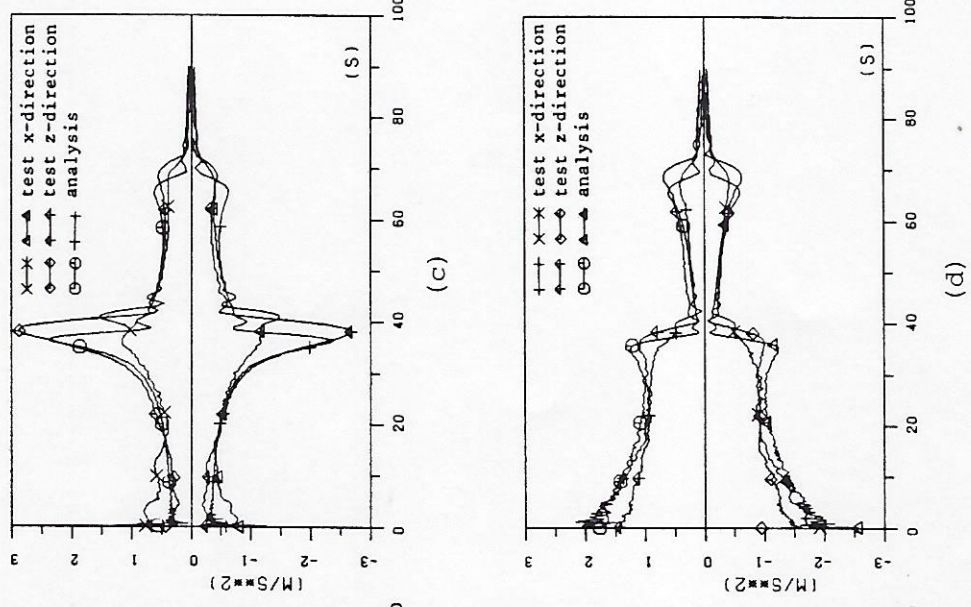 3
2
1
0
-1
-2
-3
(M/S**2)
0
20
40
60
80
100
(S)
test x-direction
test z-direction
analysis
(c)
3
2
1
0
-1
-2
-3
(M/S**2)
0
20
40
60
80
100
(S)
test x-direction
test z-direction
analysis
(d)